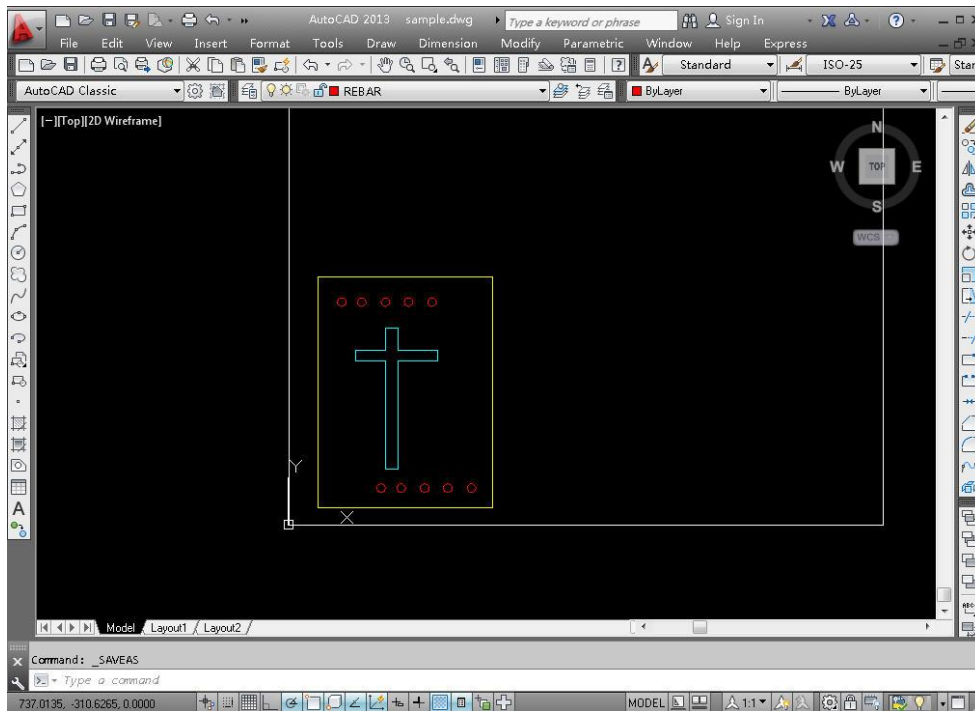 AutoCAD 2013 sample.dwg Type a keyword or phrase Sign In
File Edit View Insert Format Tools Draw Dimension Modify Parametric Window Help Express
Standard ISO-25 Star
AutoCAD Classic REBAR ByLayer ByLayer
[−][Top][2D Wireframe]
N
W TOP E
S
WCS
Y
X
A
ABC
Model Layout1 Layout2
Command: _SAVEAS
Type a command
737.0135, -310.6265, 0.0000 MODEL 1:1